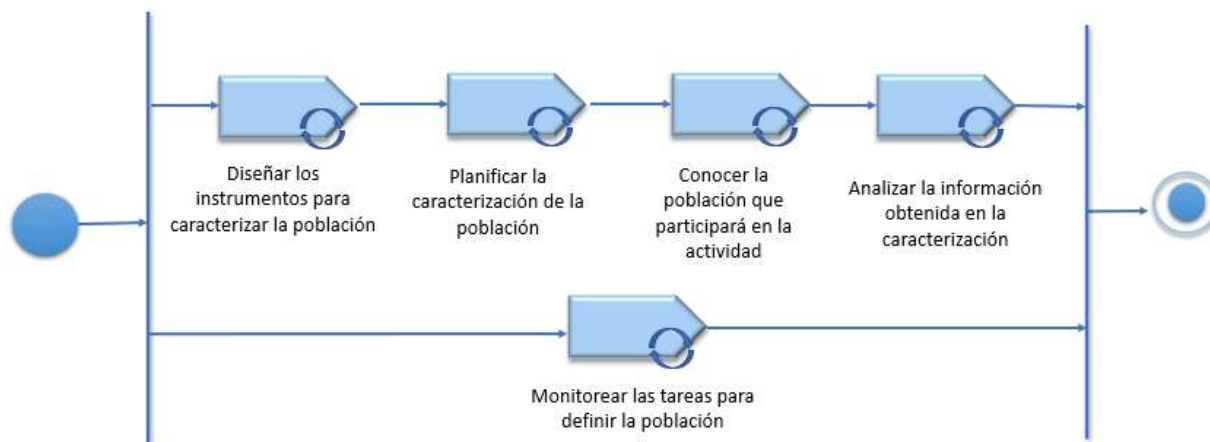 Diseñar los
instrumentos para
caracterizar la población
Planificar la
caracterización de la
población
Conocer la
población que
participará en la
actividad
Analizar la información
obtenida en la
caracterización
Monitorear las tareas para
definir la población